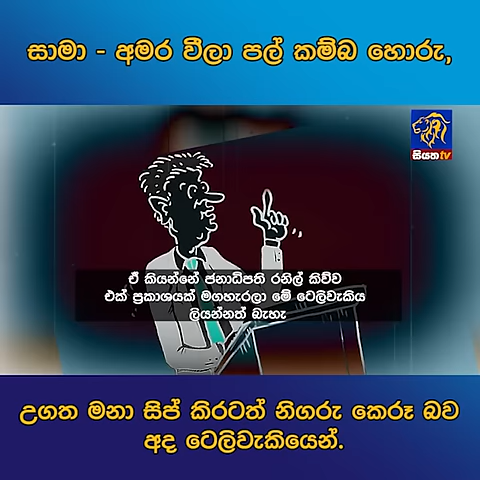 සාමා - අමර වීලා පල් කම්බ හොරු,
සියත tv
ඒ කියන්නේ ජනාධිපති රනිල් කිව්ව
එක් ප්‍රකාශයක් මගහැරලා මේ ටෙලිවැකිය
ලියන්නත් බැහැ
උගත මනා සිප් කිරටත් නිගරු කෙරූ බව
අද ටෙලිවැකියෙන්.